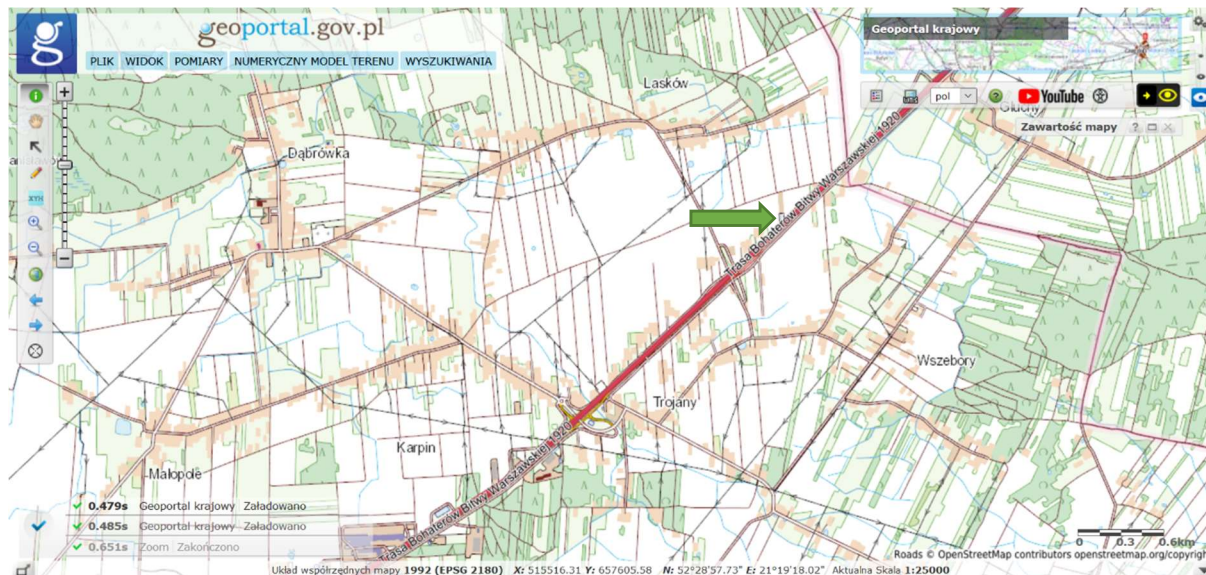 geoportal.gov.pl
PLIK WIDOK POMIARY NUMERYCZNY MODEL TERENU WYSZUKIWANIA
Geoportal krajowy
pol
YouTube
Zawartość mapy
XYH
Lasków
Głuchy
Dąbrówka
Trasa Bohaterów Bitwy Warszawskiej 1920
Wszebory
Trojany
Karpin
Małopole
Trasa Bohaterów Bitwy Warszawskiej 1920
0.479s Geoportal krajowy Załadowano
0.485s Geoportal krajowy Załadowano
0.651s Zoom Zakończono
0 0.3 0.6km
Roads © OpenStreetMap contributors openstreetmap.org/copyright
Układ współrzędnych mapy 1992 (EPSG 2180) X: 515516.31 Y: 657605.58 N: 52°28'57.73" E: 21°19'18.02" Aktualna Skala 1:25000